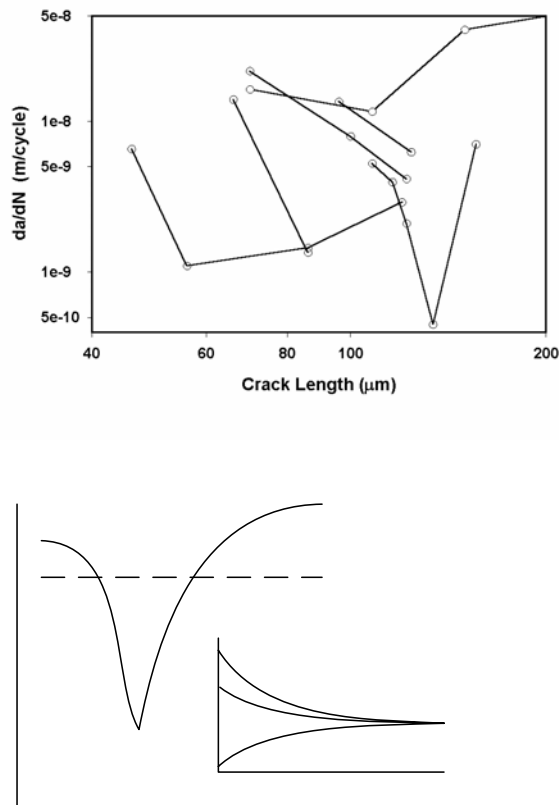 5e-8
1e-8
5e-9
1e-9
5e-10
da/dN (m/cycle)
40 60 80 100 200
Crack Length (μm)